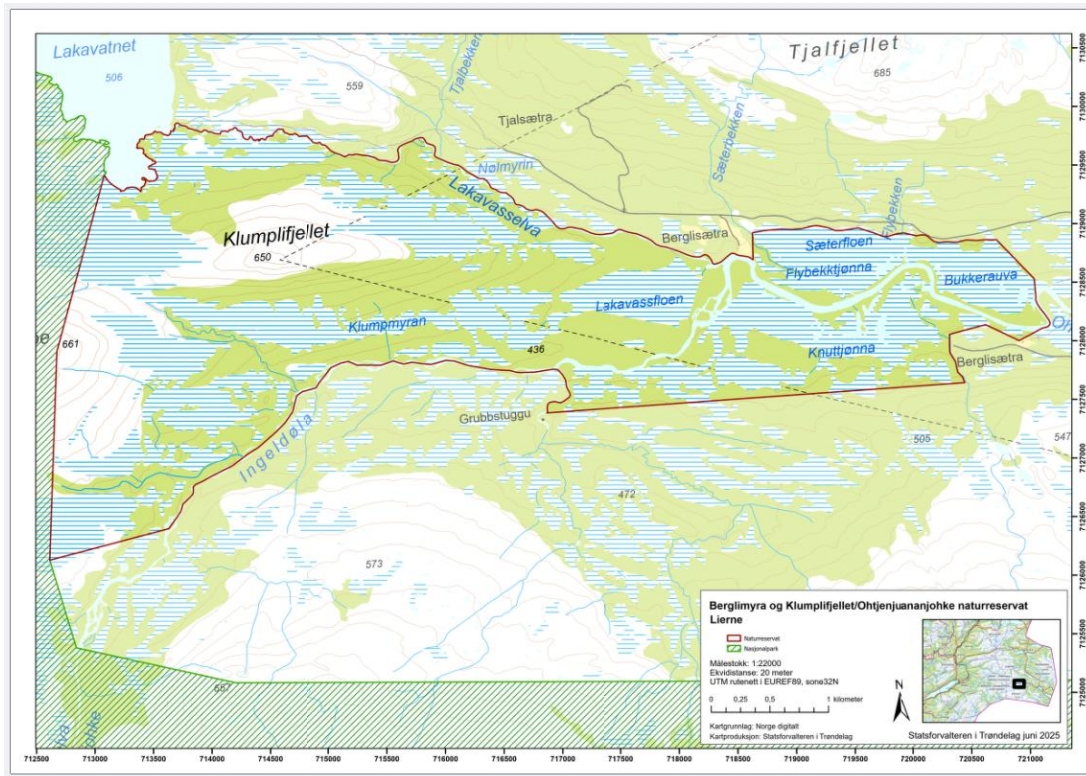 Lakavatnet
506
559
Tjalbekken
Tjalfjellet
685
Tjalsætra
Sæterbekken
Nølmyrin
Lakavasselva
Flybekken
Klumplifjellet
650
Berglisætra
Sæterfloen
Flybekktjønna
Bukkerauva
Lakavassfloen
Klumpmyran
661
436
Knuttjønna
Berglisætra
Grubbstuggu
Ingeldøla
505
547
472
573
657
Berglimyra og Klumplifjellet/Ohtjenjuananjohke naturreservat
Lierne
Naturreservat
Nasjonalpark
Målestokk: 1:22000
Ekvidistanse: 20 meter
UTM rutenett i EUREF89, sone32N
0 0,25 0,5 1 kilometer
N
Kartgrunnlag: Norge digitalt
Kartproduksjon: Statsforvalteren i Trøndelag
Statsforvalteren i Trøndelag juni 2025
712500 713000 713500 714000 714500 715000 715500 716000 716500 717000 717500 718000 718500 719000 719500 720000 720500 721000
7130000
7129500
7129000
7128500
7128000
7127500
7127000
7126500
7126000
7125500
7125000